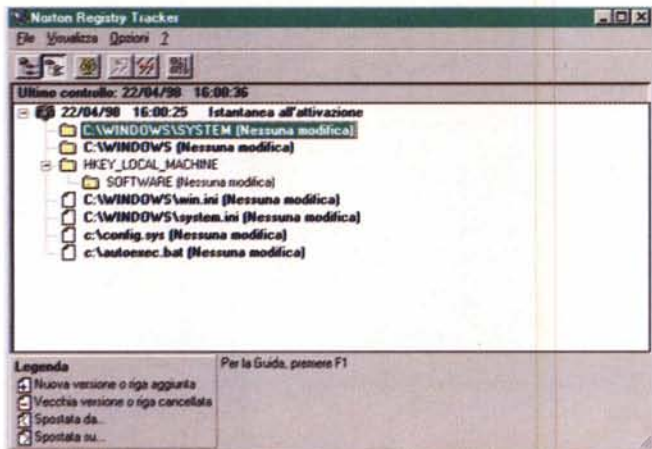 Norton Registry Tracker
File Visualizza Opzioni ?
Ultimo controllo: 22/04/98 16:00:36
22/04/98 16:00:25 Istantanea all'attivazione
C:\WINDOWS\SYSTEM (Nessuna modifica)
C:\WINDOWS (Nessuna modifica)
HKEY_LOCAL_MACHINE
SOFTWARE (Nessuna modifica)
C:\WINDOWS\win.ini (Nessuna modifica)
C:\WINDOWS\system.ini (Nessuna modifica)
c:\config.sys (Nessuna modifica)
c:\autoexec.bat (Nessuna modifica)
Legenda
Nuova versione o riga aggiunta
Vecchia versione o riga cancellata
Spostata da...
Spostata su...
Per la Guida, premere F1